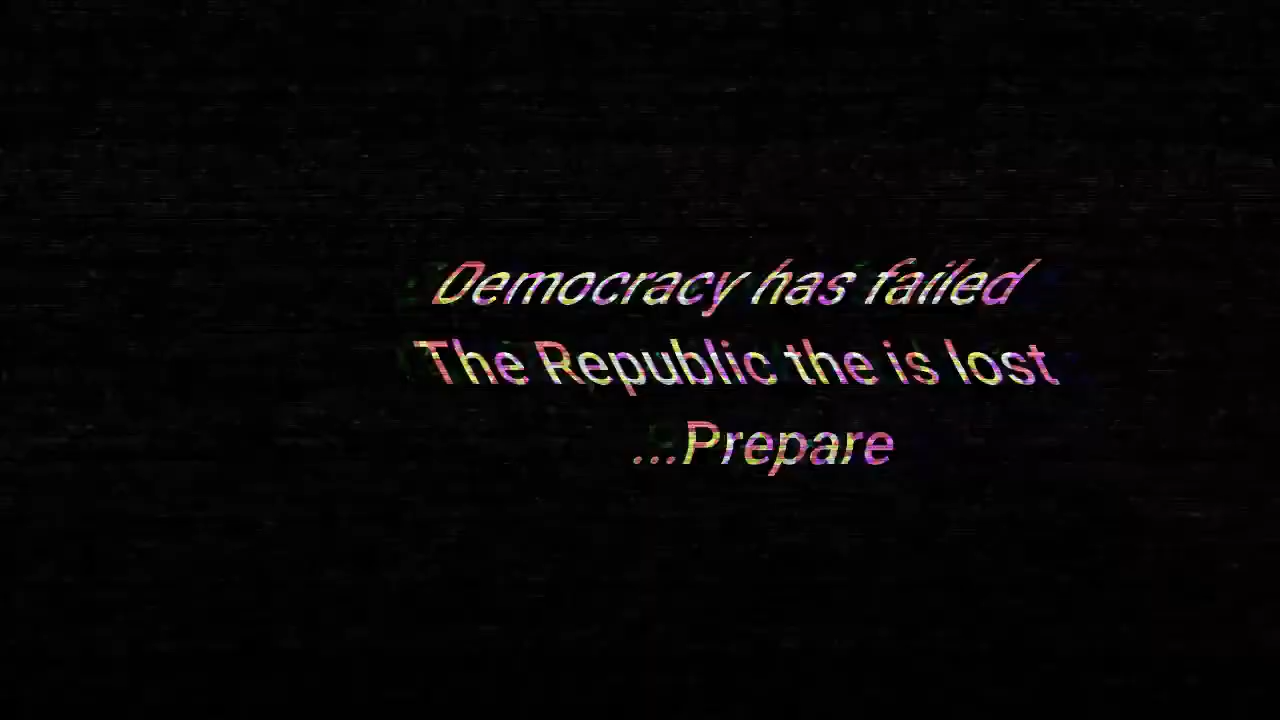 Democracy has failed
The Republic the is lost
...Prepare